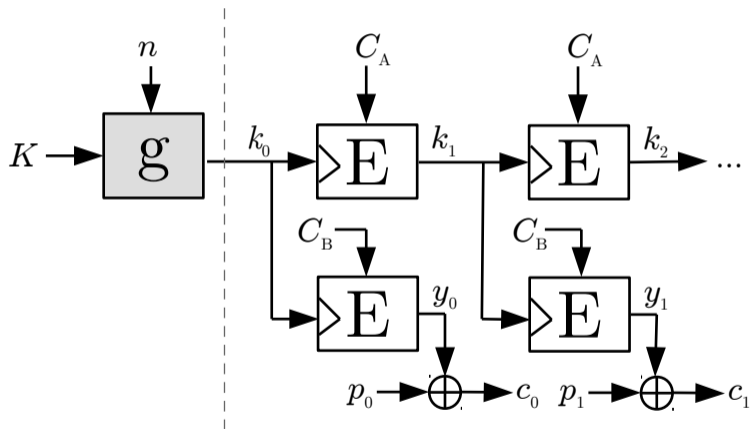 n C_A C_A
K g k_0 E k_1 E k_2 ...
C_B C_B
E y_0 E y_1
p_0 c_0 p_1 c_1